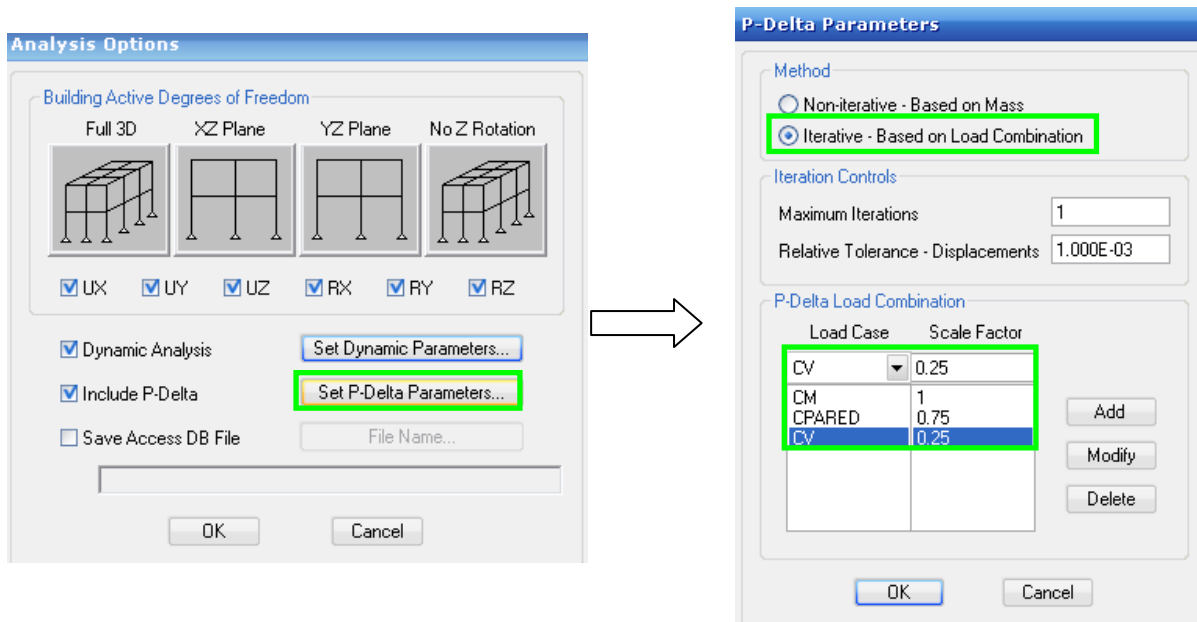 Analysis Options
Building Active Degrees of Freedom
Full 3D XZ Plane YZ Plane No Z Rotation
UX UY UZ RX RY RZ
Dynamic Analysis Set Dynamic Parameters...
Include P-Delta Set P-Delta Parameters...
Save Access DB File File Name...
OK Cancel
P-Delta Parameters
Method
Non-iterative - Based on Mass
Iterative - Based on Load Combination
Iteration Controls
Maximum Iterations 1
Relative Tolerance - Displacements 1.000E-03
P-Delta Load Combination
Load Case Scale Factor
CV 0.25
CM 1
CPARED 0.75
CV 0.25
Add
Modify
Delete
OK Cancel